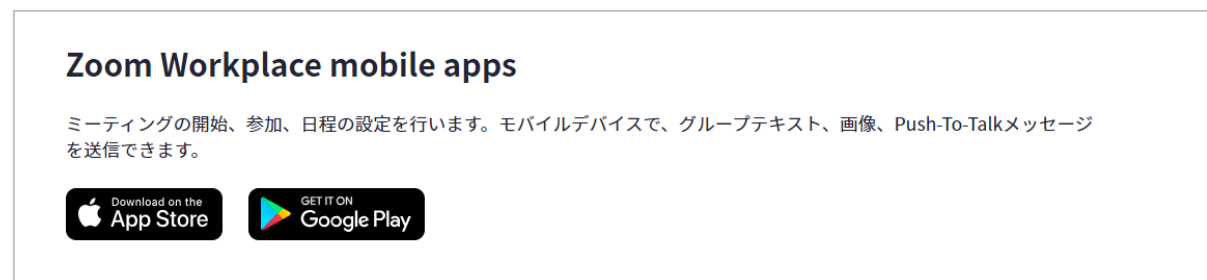 Zoom Workplace mobile apps
ミーティングの開始、参加、日程の設定を行います。モバイルデバイスで、グループテキスト、画像、Push-To-Talkメッセージ
を送信できます。
Download on the
App Store
GET IT ON
Google Play